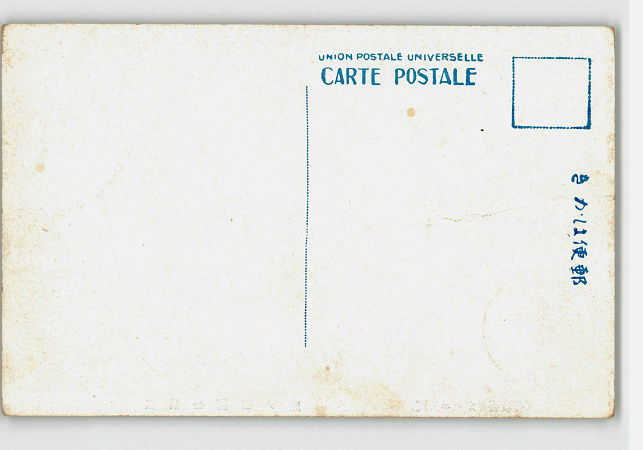 UNION POSTALE UNIVERSELLE
CARTE POSTALE
きかは便郵